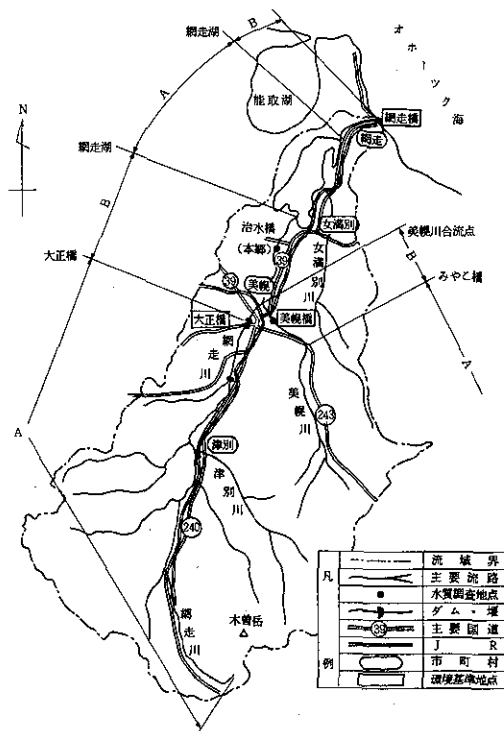 B
網走湖
A
オホーツク海
能取湖
網走橋
網走
N
網走湖
B
治水橋
(本郷)
女満別
美幌川合流点
39
女満別川
B
みやこ橋
39
美幌
大正橋
大正橋
美幌橋
網走川
A
美幌川
243
A
津別
津別川
240
網走川
木曽岳
凡例
流域界
主要流路
水質調査地点
ダム・堰
39
主要国道
JR
市町村
環境基準地点